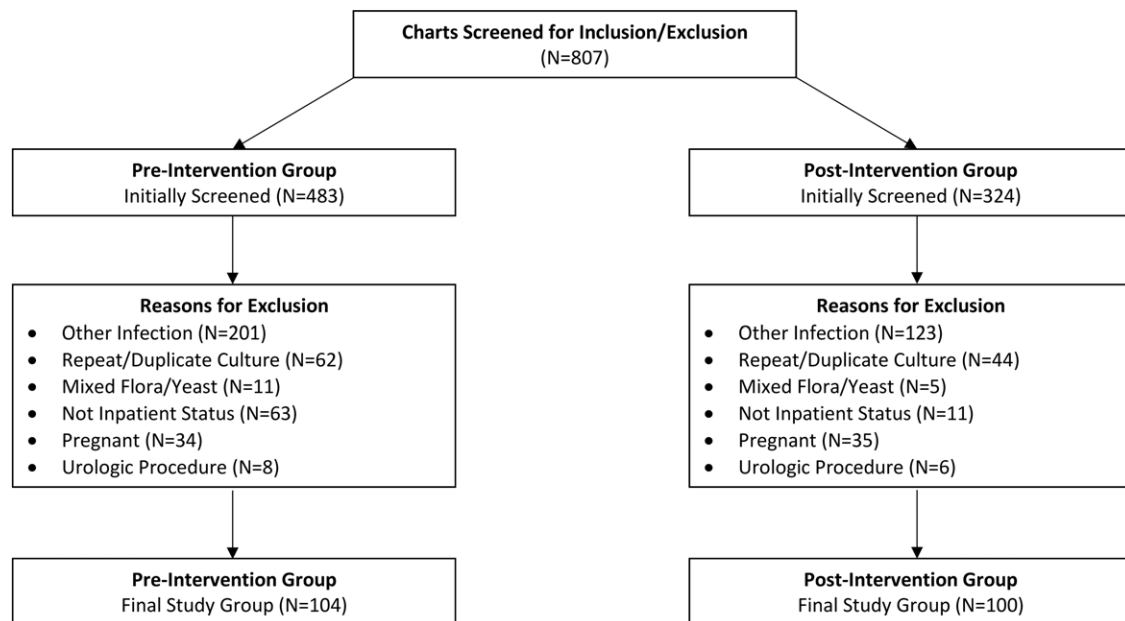 Charts Screened for Inclusion/Exclusion
(N=807)
Pre-Intervention Group
Initially Screened (N=483)
Post-Intervention Group
Initially Screened (N=324)
Reasons for Exclusion
• Other Infection (N=201)
• Repeat/Duplicate Culture (N=62)
• Mixed Flora/Yeast (N=11)
• Not Inpatient Status (N=63)
• Pregnant (N=34)
• Urologic Procedure (N=8)
Reasons for Exclusion
• Other Infection (N=123)
• Repeat/Duplicate Culture (N=44)
• Mixed Flora/Yeast (N=5)
• Not Inpatient Status (N=11)
• Pregnant (N=35)
• Urologic Procedure (N=6)
Pre-Intervention Group
Final Study Group (N=104)
Post-Intervention Group
Final Study Group (N=100)